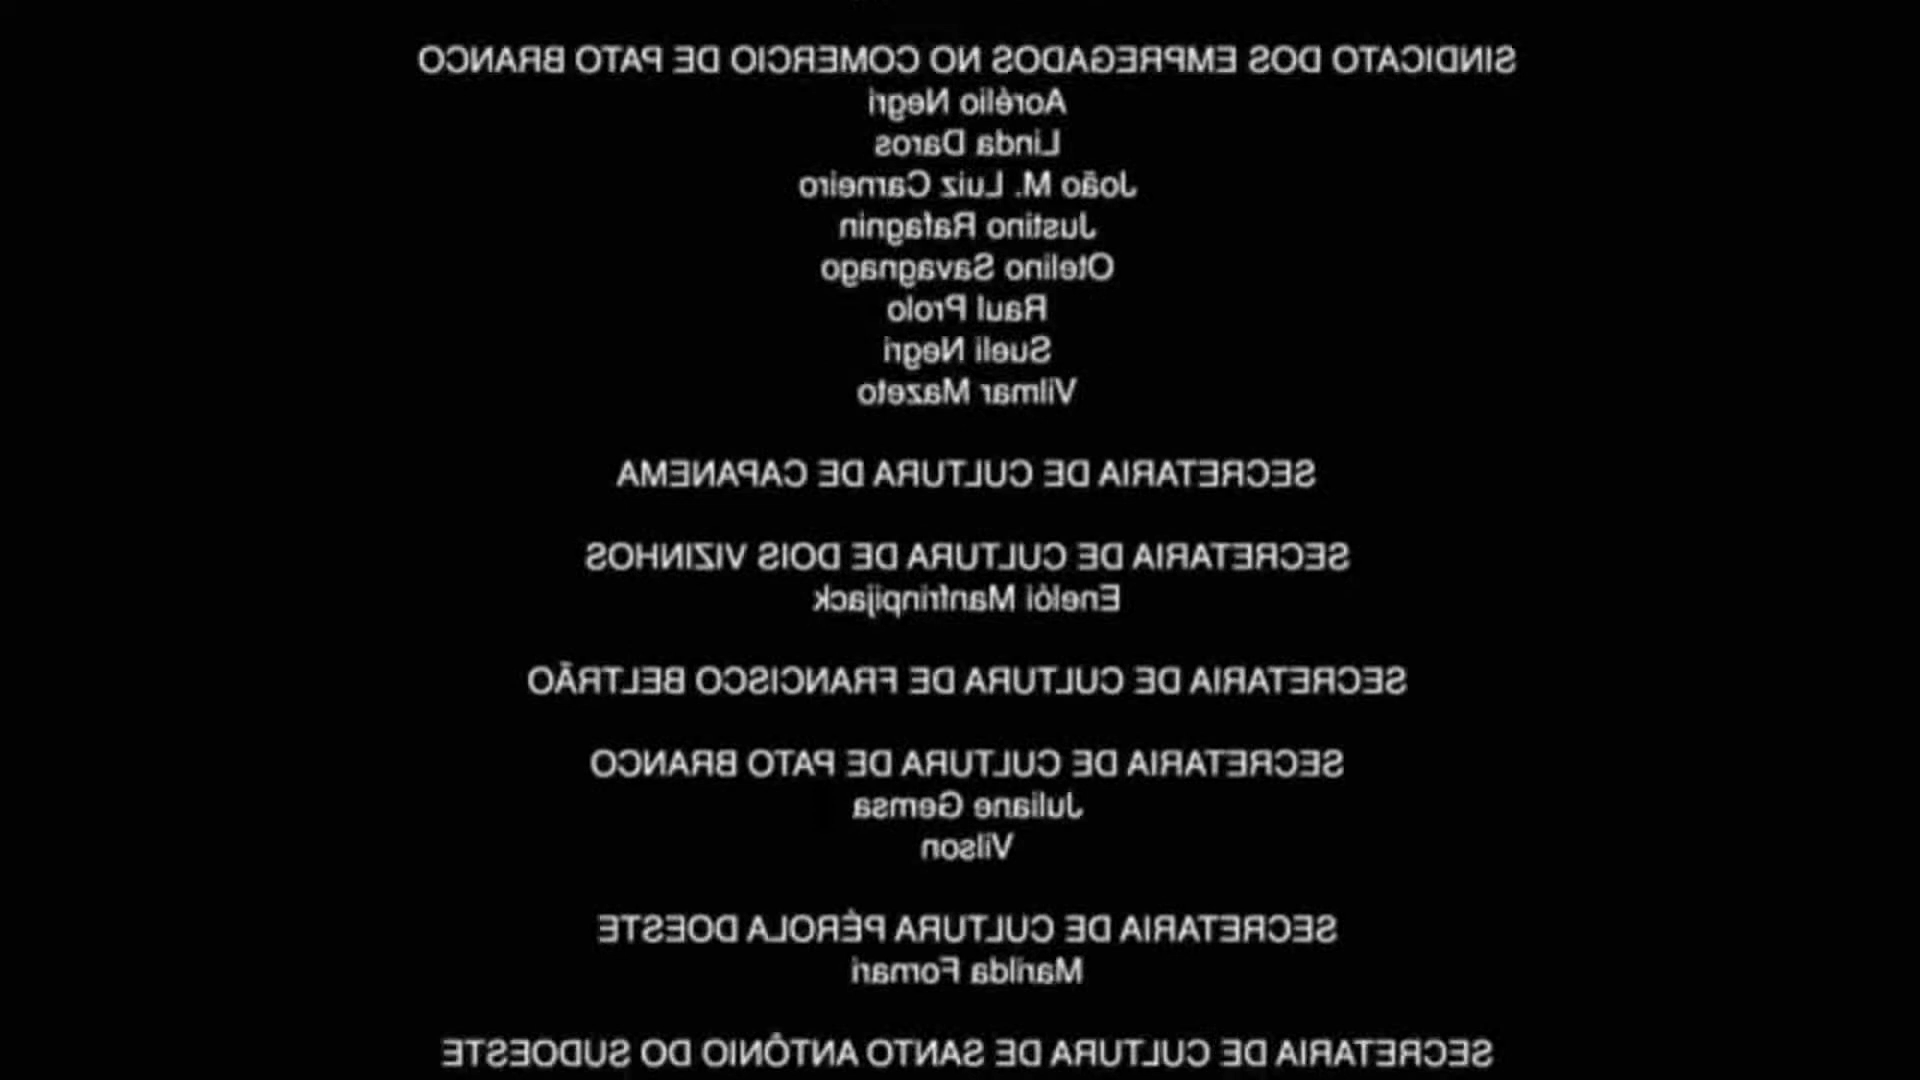 SINDICATO DOS EMPREGADOS NO COMERCIO DE PATO BRANCO
Aorélio Negri
Linda Daros
João M. Luiz Carneiro
Justino Rafagnin
Otelino Savagnago
Raul Prolo
Sueli Negri
Vilmar Mazeto
SECRETARIA DE CULTURA DE CAPANEMA
SECRETARIA DE CULTURA DE DOIS VIZINHOS
Enelói Manfrinpijack
SECRETARIA DE CULTURA DE FRANCISCO BELTRÃO
SECRETARIA DE CULTURA DE PATO BRANCO
Juliane Gemsa
Vilson
SECRETARIA DE CULTURA PÉROLA DOESTE
Marilda Fornari
SECRETARIA DE CULTURA DE SANTO ANTÔNIO DO SUDOESTE